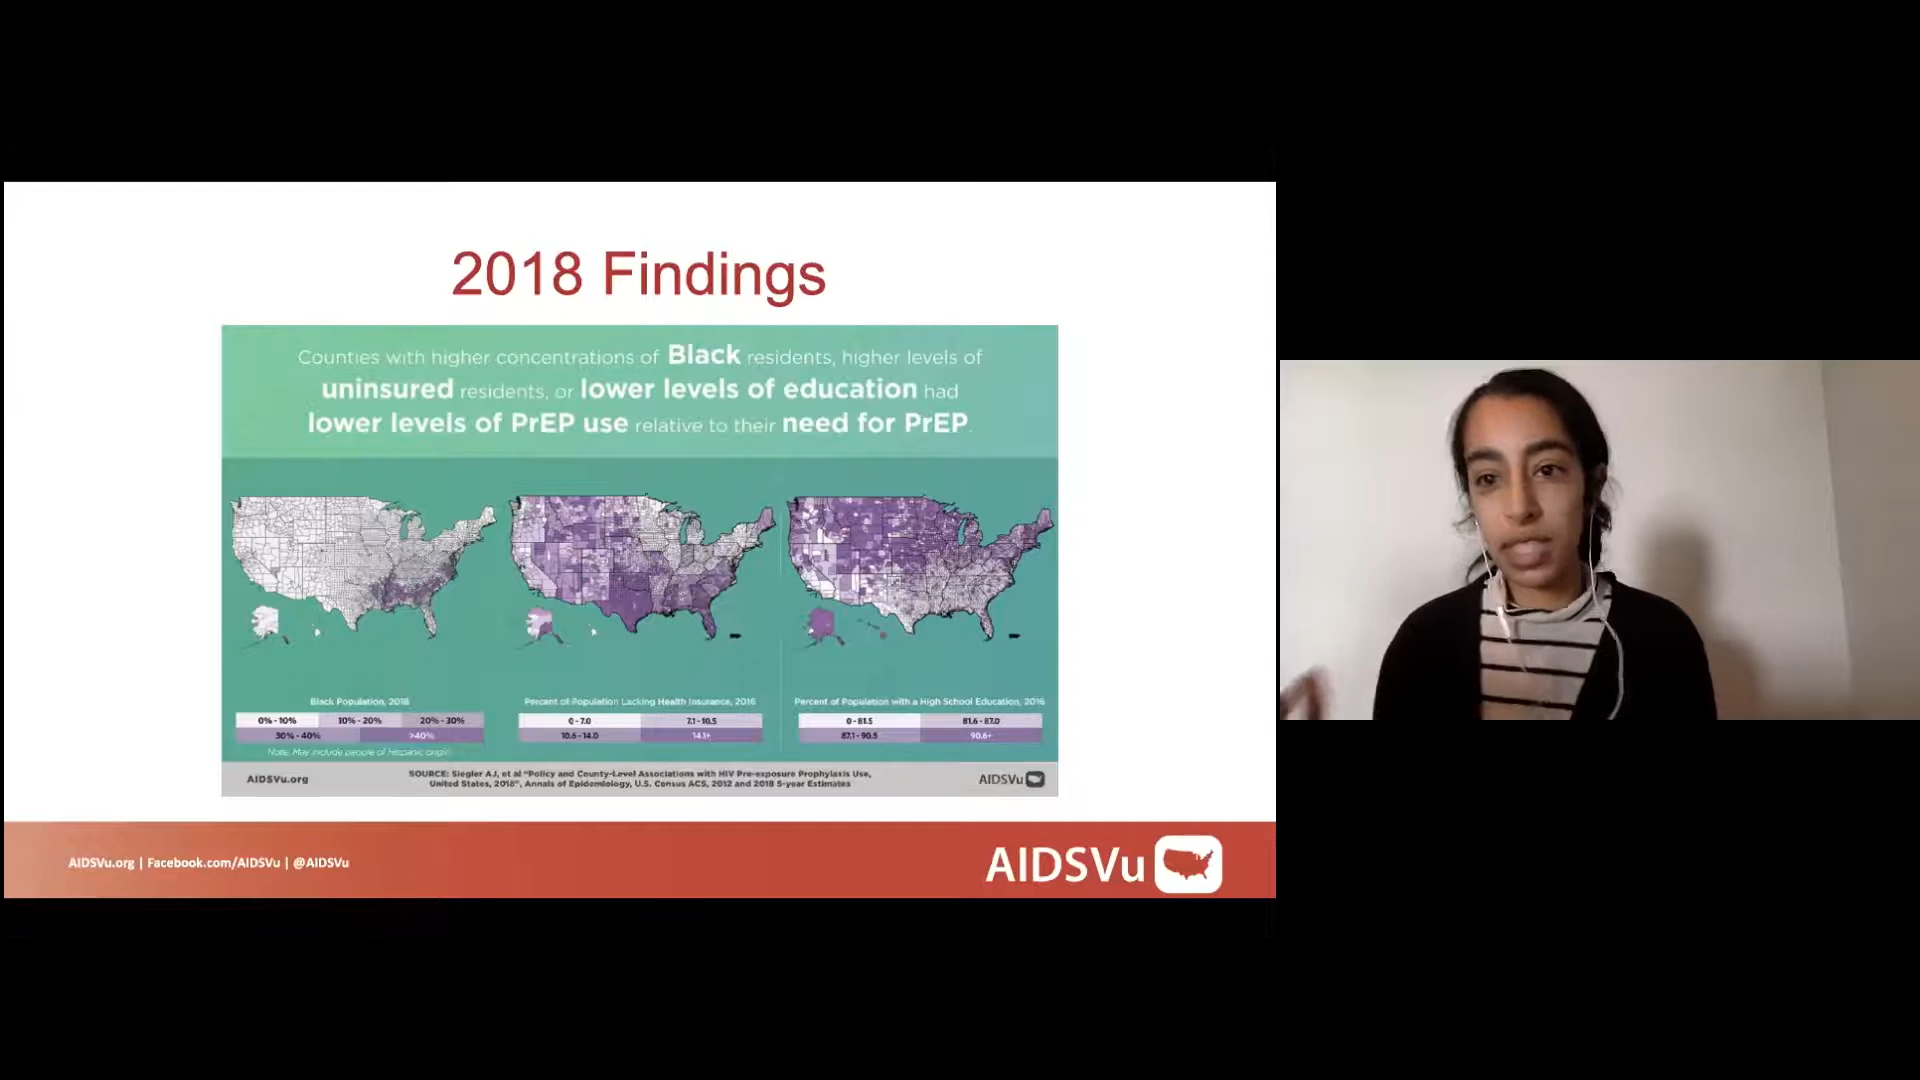 2018 Findings
Counties with higher concentrations of Black residents, higher levels of
uninsured residents, or lower levels of education had
lower levels of PrEP use relative to their need for PrEP.
Black Population, 2018
0% - 10% 10% - 20% 20% - 30%
30% - 40% >40%
Note: May include people of Hispanic origin
Percent of Population Lacking Health Insurance, 2016
0 - 7.0 7.1 - 10.5
10.6 - 14.0 14.1+
Percent of Population with a High School Education, 2016
0 - 81.5 81.6 - 87.0
87.1 - 90.5 90.6+
AIDSVu.org
SOURCE: Siegler AJ, et al "Policy and County-Level Associations with HIV Pre-exposure Prophylaxis Use,
United States, 2018", Annals of Epidemiology, U.S. Census ACS, 2012 and 2018 5-year Estimates
AIDSVu
AIDSVu.org | Facebook.com/AIDSVu | @AIDSVu
AIDSVu